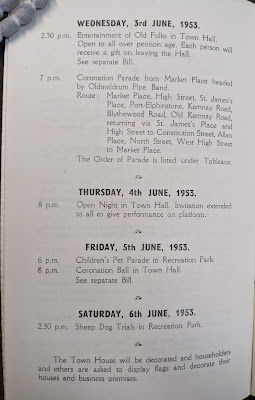 WEDNESDAY, 3rd JUNE, 1953.
2.30 p.m. Entertainment of Old Folks in Town Hall.
Open to all over pension age. Each person will
receive a gift on leaving the Hall.
See separate Bill.
7 p.m. Coronation Parade from Market Place headed
by Oldmeldrum Pipe Band.
Route: Market Place, High Street, St. James's
Place, Port-Elphinstone, Kemnay Road,
Blythewood Road, Old Kemnay Road,
returning via St. James's Place and
High Street to Constitution Street, Allan
Place, North Street, West High Street
to Market Place.
The Order of Parade is listed under Tableaux.
THURSDAY, 4th JUNE, 1953.
8 p.m. Open Night in Town Hall. Invitation extended
to all to give performance on platform.
FRIDAY, 5th JUNE, 1953.
6 p.m. Children's Pet Parade in Recreation Park.
8 p.m. Coronation Ball in Town Hall.
See separate Bill.
SATURDAY, 6th JUNE, 1953.
2.30 p.m. Sheep Dog Trials in Recreation Park.
The Town House will be decorated and householders
and others are asked to display flags and decorate their
houses and business premises.